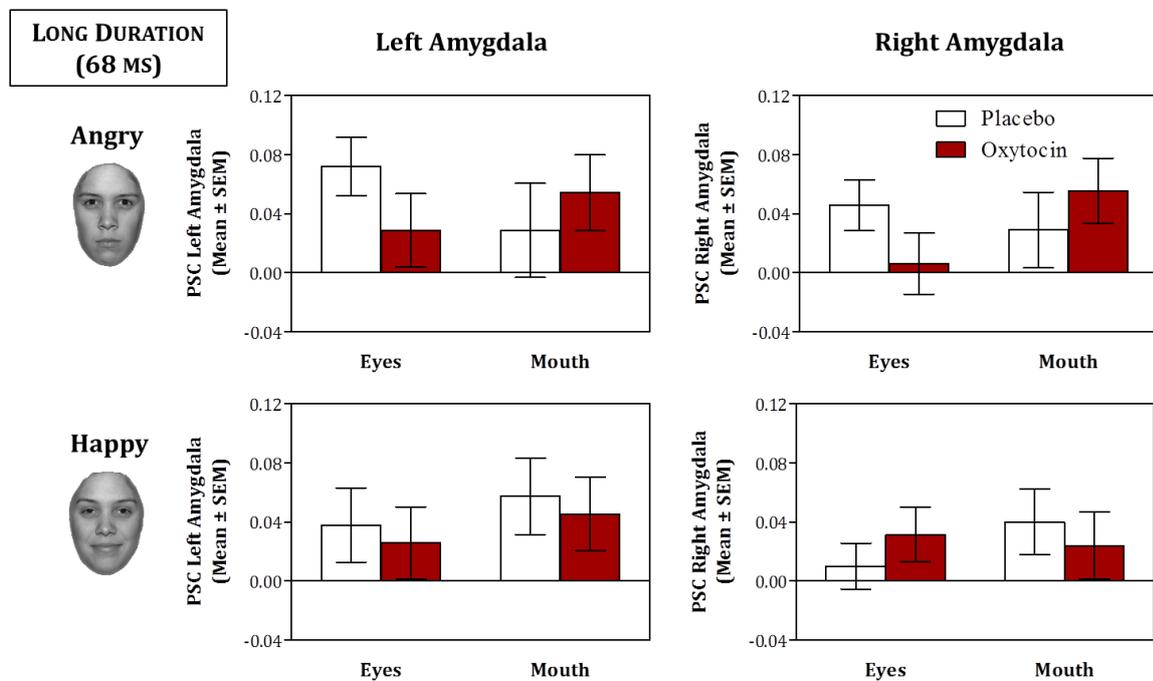 LONG DURATION
(68 MS)
Left Amygdala
Right Amygdala
Angry
PSC Left Amygdala
(Mean ± SEM)
0.12
0.08
0.04
0.00
-0.04
Eyes
Mouth
PSC Right Amygdala
(Mean ± SEM)
0.12
0.08
0.04
0.00
-0.04
Placebo
Oxytocin
Eyes
Mouth
Happy
PSC Left Amygdala
(Mean ± SEM)
0.12
0.08
0.04
0.00
-0.04
Eyes
Mouth
PSC Right Amygdala
(Mean ± SEM)
0.12
0.08
0.04
0.00
-0.04
Eyes
Mouth